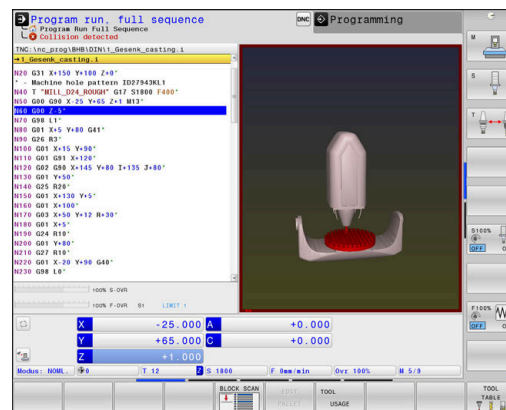 Program run, full sequence
DNC
Programming
Program Run Full Sequence
Collision detected
TNC:\nc_prog\BHB\DIN\1_Gesenk_casting.i
→1_Gesenk_casting.i
N20 G31 X+150 Y+100 Z+0*
* - Machine hole pattern ID27943KL1
N40 T "MILL_D24_ROUGH" G17 S1800 F400*
N50 G00 G90 X-25 Y+65 Z+1 M13*
N60 G00 Z-5*
N70 G98 L1*
N80 G01 X+5 Y+80 G41*
N90 G26 R3*
N100 G01 X+15 Y+90*
N110 G01 G91 X+120*
N120 G02 G90 X+145 Y+80 I+135 J+80*
N130 G01 Y+50*
N140 G25 R20*
N150 G01 X+130 Y+5*
N160 G01 X+100*
N170 G03 X+50 Y+12 R+30*
N180 G01 X+5*
N190 G24 R10*
N200 G01 Y+80*
N210 G27 R10*
N220 G01 X-20 Y+90 G40*
N230 G98 L0*
100% S-OVR
100% F-OVR S1 LIMIT 1
X -25.000 A +0.000
Y +65.000 C +0.000
Z +1.000
Modus: NOML. 0 T 12 Z S 1800 F 0mm/min Ovr 100% M 5/9
M
S
T
S100%
OFF
F100%
OFF
BLOCK SCAN
EDIT
PALLET
TOOL
USAGE
TOOL
TABLE